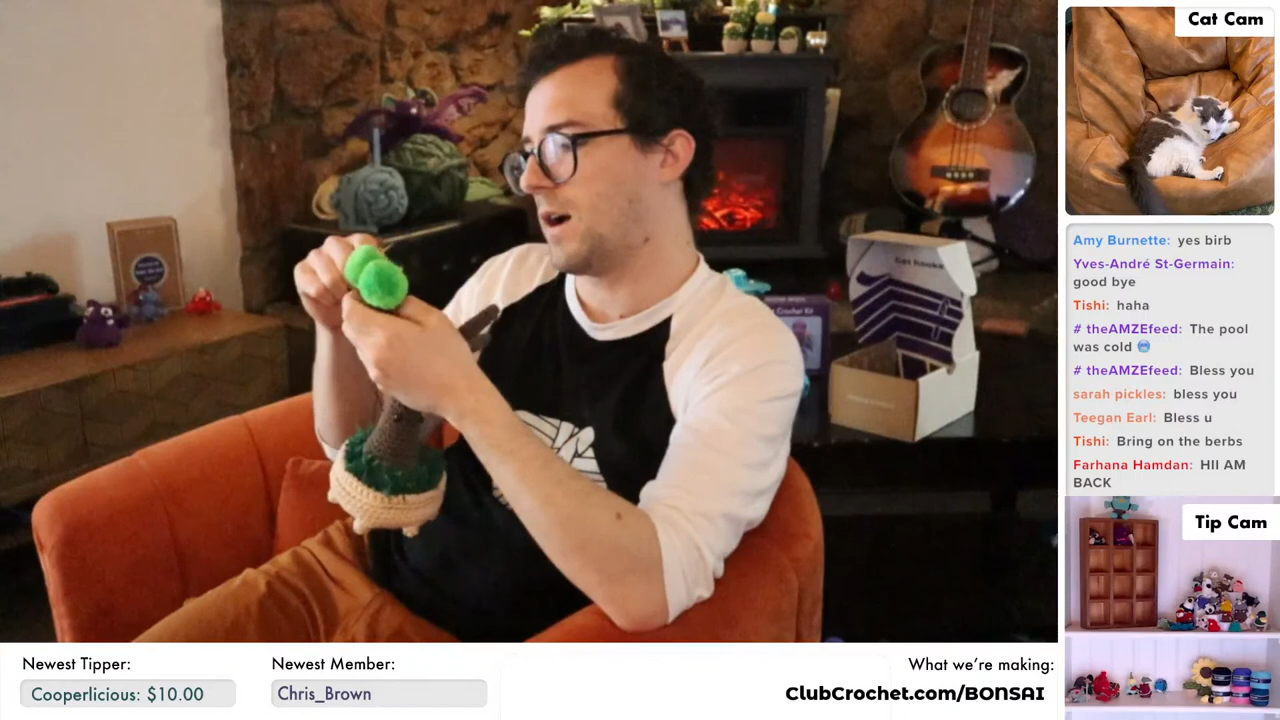 Cat Cam
Amy Burnette: yes birb
Yves-André St-Germain:
good bye
Tishi: haha
# theAMZEfeed: The pool
was cold 🥶
# theAMZEfeed: Bless you
sarah pickles: bless you
Teegan Earl: Bless u
Tishi: Bring on the berbs
Farhana Hamdan: HII AM
BACK
Tip Cam
Newest Tipper:
Cooperlicious: $10.00
Newest Member:
Chris_Brown
What we're making:
ClubCrochet.com/BONSAI